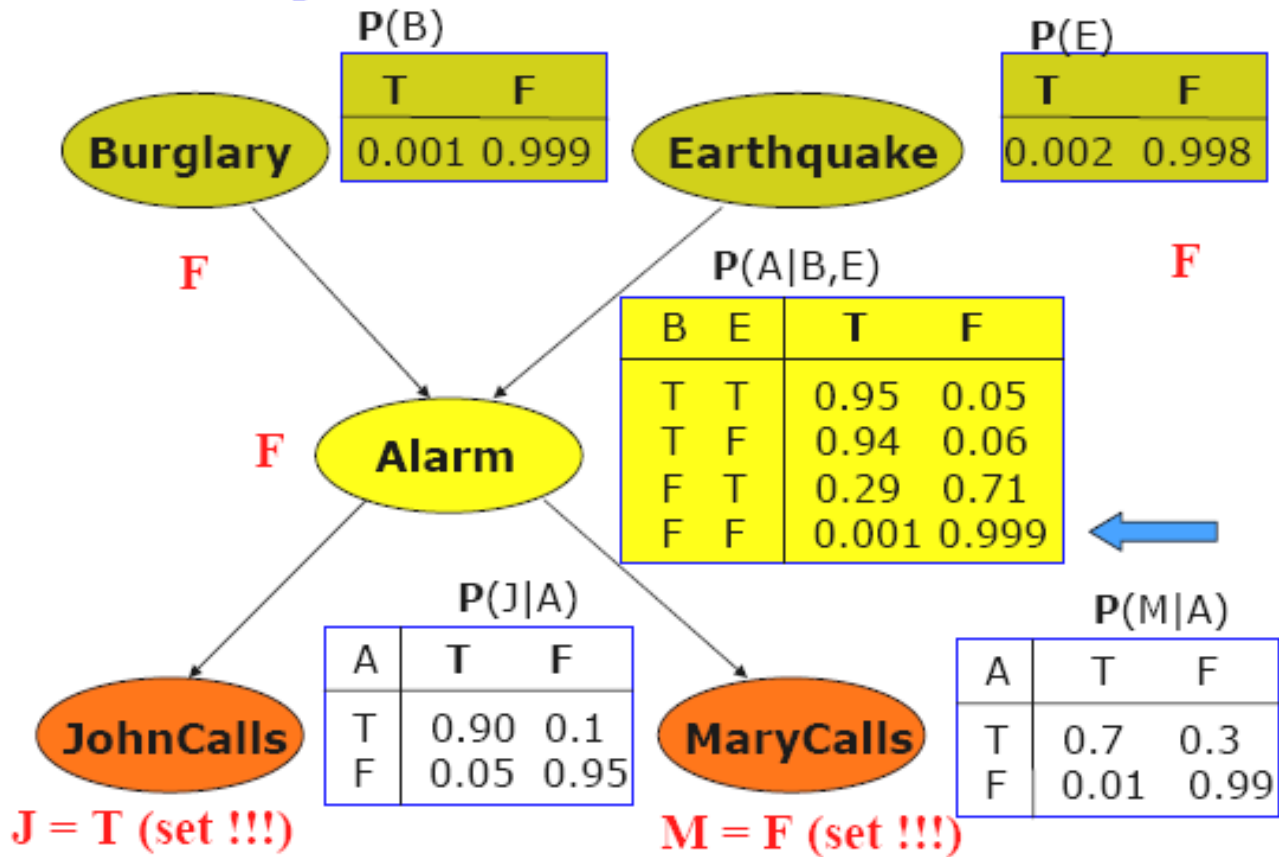 P(B)
T F
0.001 0.999
Burglary
P(E)
T F
0.002 0.998
Earthquake
F
F
P(A|B,E)
B E T F
T T 0.95 0.05
T F 0.94 0.06
F T 0.29 0.71
F F 0.001 0.999
F
Alarm
P(J|A)
A T F
T 0.90 0.1
F 0.05 0.95
P(M|A)
A T F
T 0.7 0.3
F 0.01 0.99
JohnCalls
MaryCalls
J = T (set !!!)
M = F (set !!!)